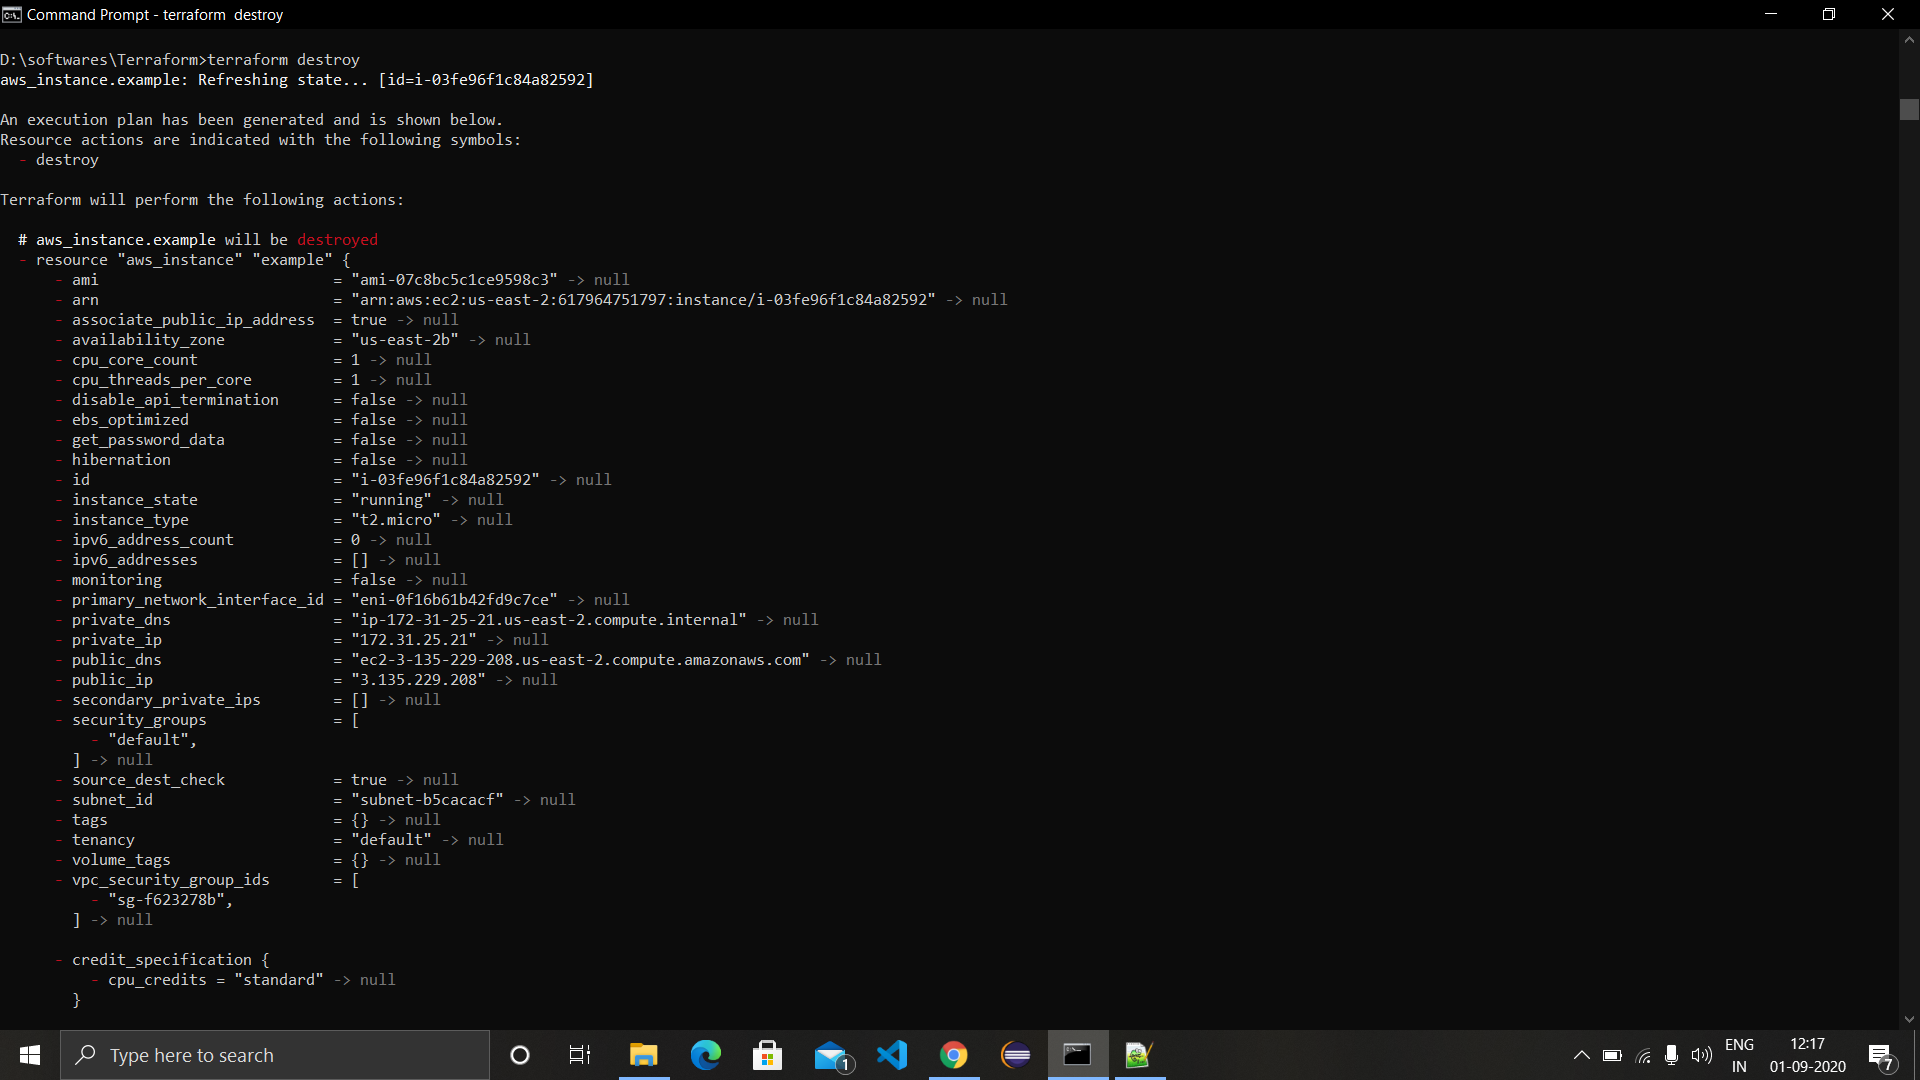 Command Prompt - terraform  destroy
D:\softwares\Terraform>terraform destroy
aws_instance.example: Refreshing state... [id=i-03fe96f1c84a82592]
An execution plan has been generated and is shown below.
Resource actions are indicated with the following symbols:
  - destroy
Terraform will perform the following actions:
  # aws_instance.example will be destroyed
  - resource "aws_instance" "example" {
      - ami                          = "ami-07c8bc5c1ce9598c3" -> null
      - arn                          = "arn:aws:ec2:us-east-2:617964751797:instance/i-03fe96f1c84a82592" -> null
      - associate_public_ip_address  = true -> null
      - availability_zone            = "us-east-2b" -> null
      - cpu_core_count               = 1 -> null
      - cpu_threads_per_core         = 1 -> null
      - disable_api_termination      = false -> null
      - ebs_optimized                = false -> null
      - get_password_data            = false -> null
      - hibernation                  = false -> null
      - id                           = "i-03fe96f1c84a82592" -> null
      - instance_state               = "running" -> null
      - instance_type                = "t2.micro" -> null
      - ipv6_address_count           = 0 -> null
      - ipv6_addresses               = [] -> null
      - monitoring                   = false -> null
      - primary_network_interface_id = "eni-0f16b61b42fd9c7ce" -> null
      - private_dns                  = "ip-172-31-25-21.us-east-2.compute.internal" -> null
      - private_ip                   = "172.31.25.21" -> null
      - public_dns                   = "ec2-3-135-229-208.us-east-2.compute.amazonaws.com" -> null
      - public_ip                    = "3.135.229.208" -> null
      - secondary_private_ips        = [] -> null
      - security_groups              = [
          - "default",
        ] -> null
      - source_dest_check            = true -> null
      - subnet_id                    = "subnet-b5cacacf" -> null
      - tags                         = {} -> null
      - tenancy                      = "default" -> null
      - volume_tags                  = {} -> null
      - vpc_security_group_ids       = [
          - "sg-f623278b",
        ] -> null
      - credit_specification {
          - cpu_credits = "standard" -> null
        }
Type here to search
1
ENG
IN
12:17
01-09-2020
7